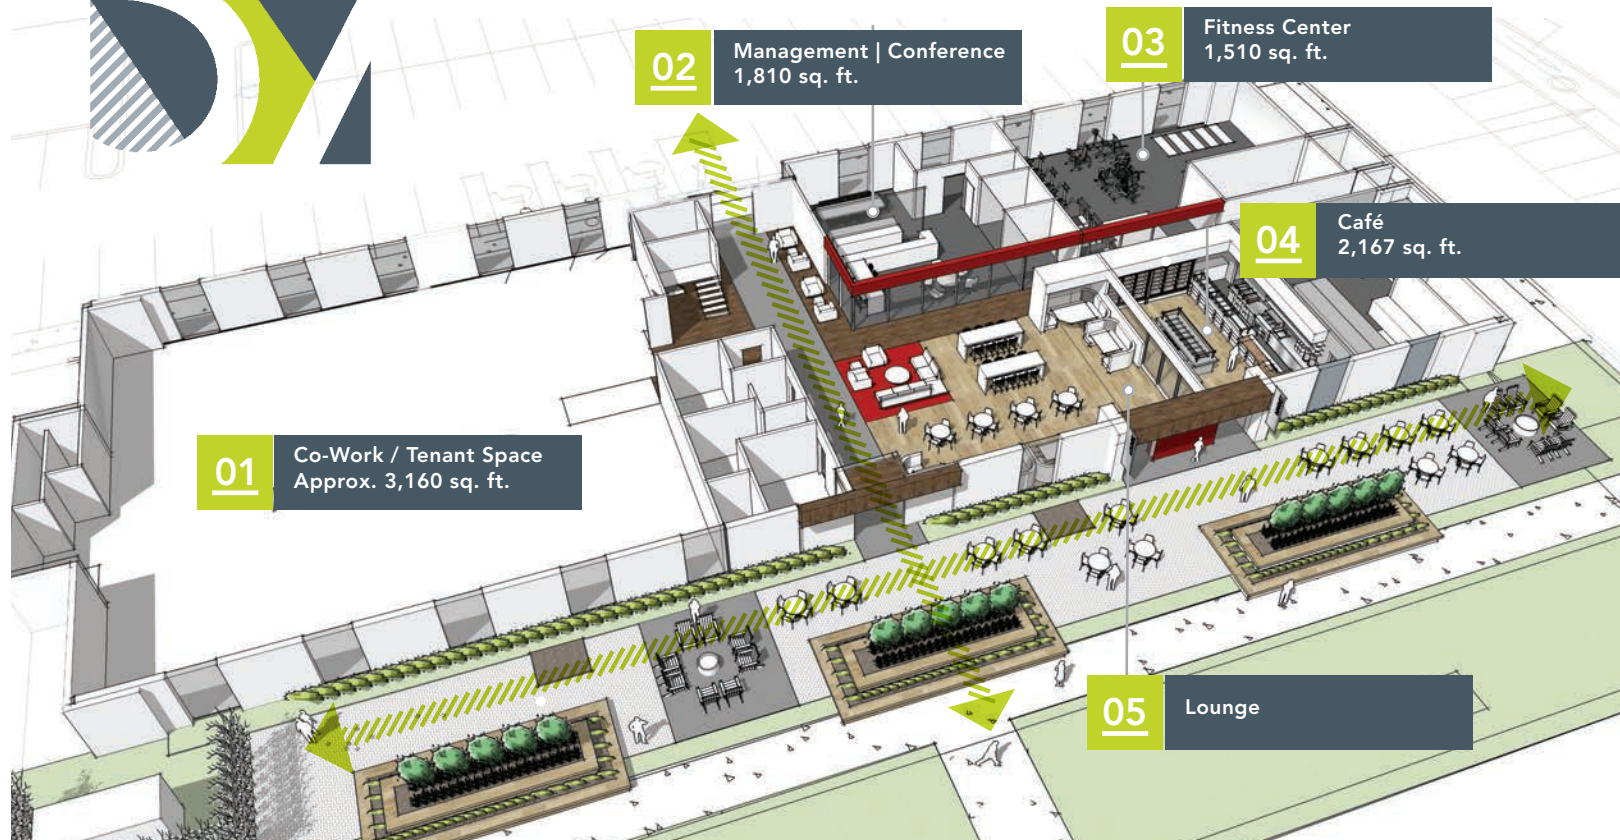 02
Management | Conference
1,810 sq. ft.
03
Fitness Center
1,510 sq. ft.
04
Café
2,167 sq. ft.
01
Co-Work / Tenant Space
Approx. 3,160 sq. ft.
05
Lounge